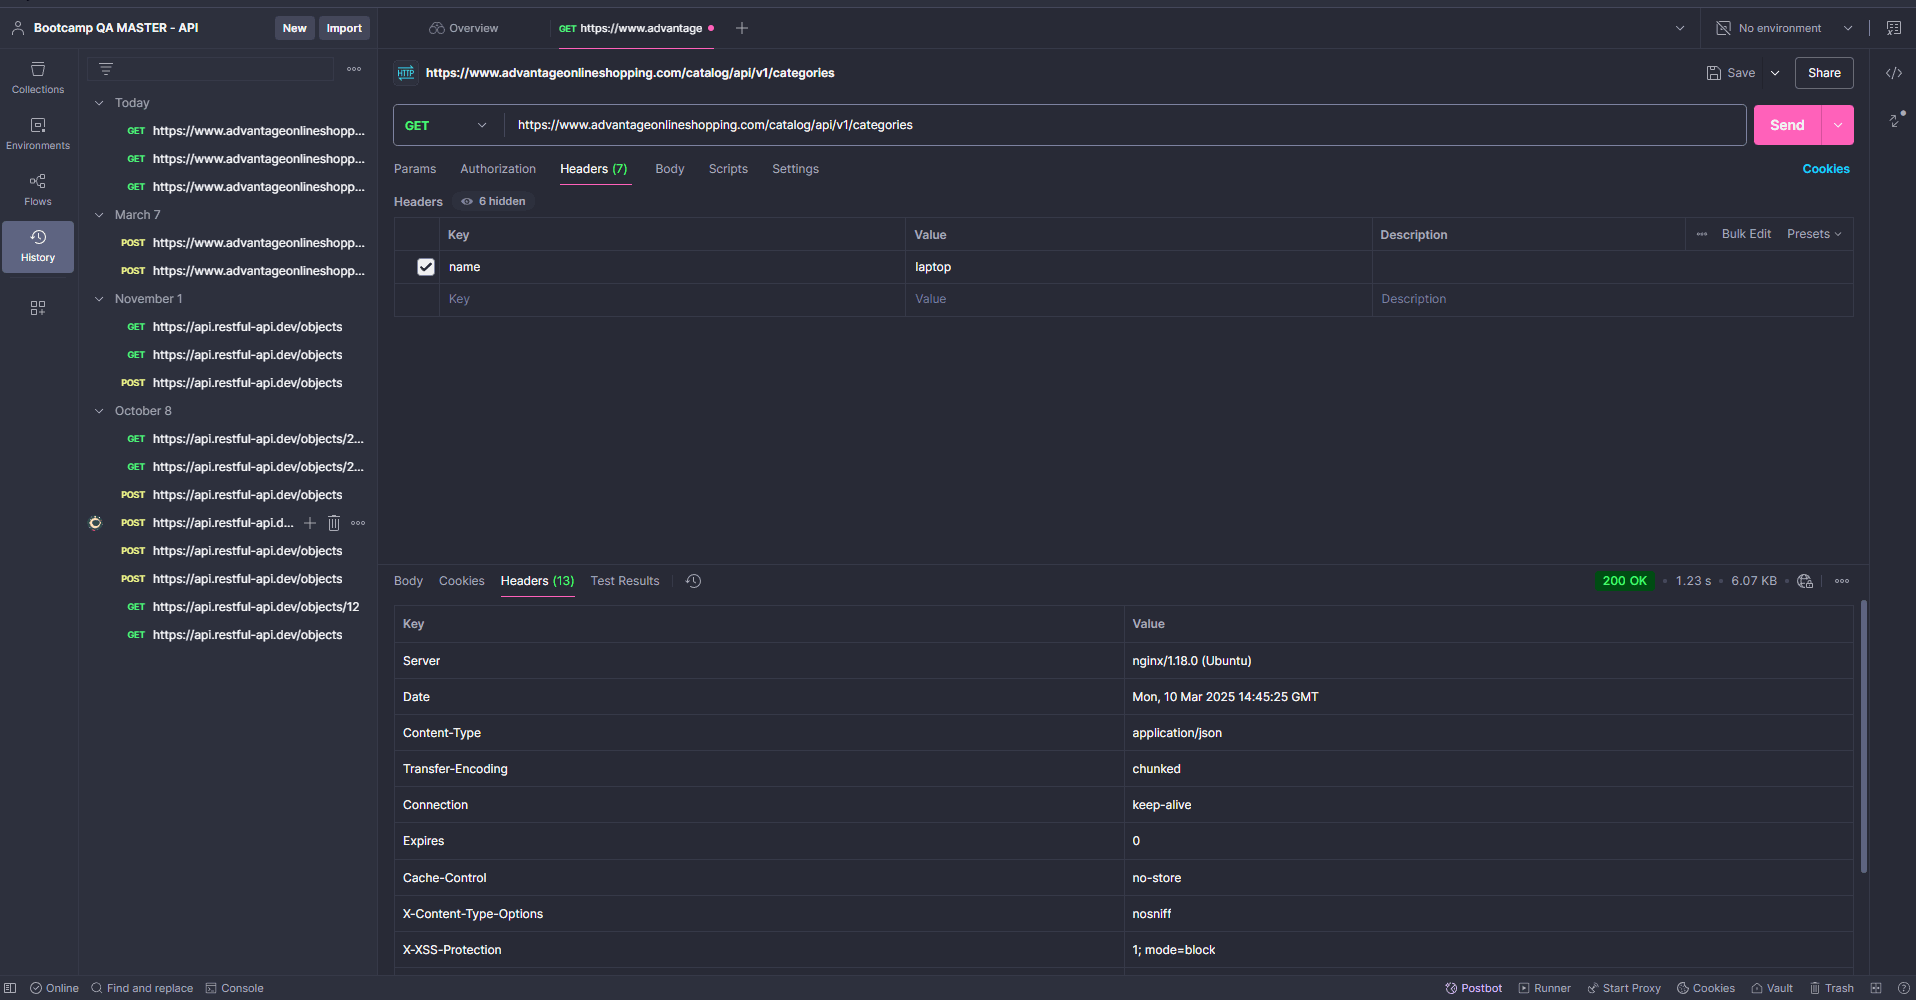 Bootcamp QA MASTER - API
New
Import
Overview
GET https://www.advantage
No environment
Collections
Environments
Flows
History
Today
GET https://www.advantageonlineshopp...
GET https://www.advantageonlineshopp...
GET https://www.advantageonlineshopp...
March 7
POST https://www.advantageonlineshopp...
POST https://www.advantageonlineshopp...
November 1
GET https://api.restful-api.dev/objects
GET https://api.restful-api.dev/objects
POST https://api.restful-api.dev/objects
October 8
GET https://api.restful-api.dev/objects/2...
GET https://api.restful-api.dev/objects/2...
POST https://api.restful-api.dev/objects
POST https://api.restful-api.d...
POST https://api.restful-api.dev/objects
POST https://api.restful-api.dev/objects
GET https://api.restful-api.dev/objects/12
GET https://api.restful-api.dev/objects
HTTP https://www.advantageonlineshopping.com/catalog/api/v1/categories
Save
Share
GET https://www.advantageonlineshopping.com/catalog/api/v1/categories
Send
Params Authorization Headers (7) Body Scripts Settings
Cookies
Headers 6 hidden
Key Value Description Bulk Edit Presets
name laptop
Key Value Description
Body Cookies Headers (13) Test Results
200 OK 1.23 s 6.07 KB
Key Value
Server nginx/1.18.0 (Ubuntu)
Date Mon, 10 Mar 2025 14:45:25 GMT
Content-Type application/json
Transfer-Encoding chunked
Connection keep-alive
Expires 0
Cache-Control no-store
X-Content-Type-Options nosniff
X-XSS-Protection 1; mode=block
Online Find and replace Console
Postbot Runner Start Proxy Cookies Vault Trash